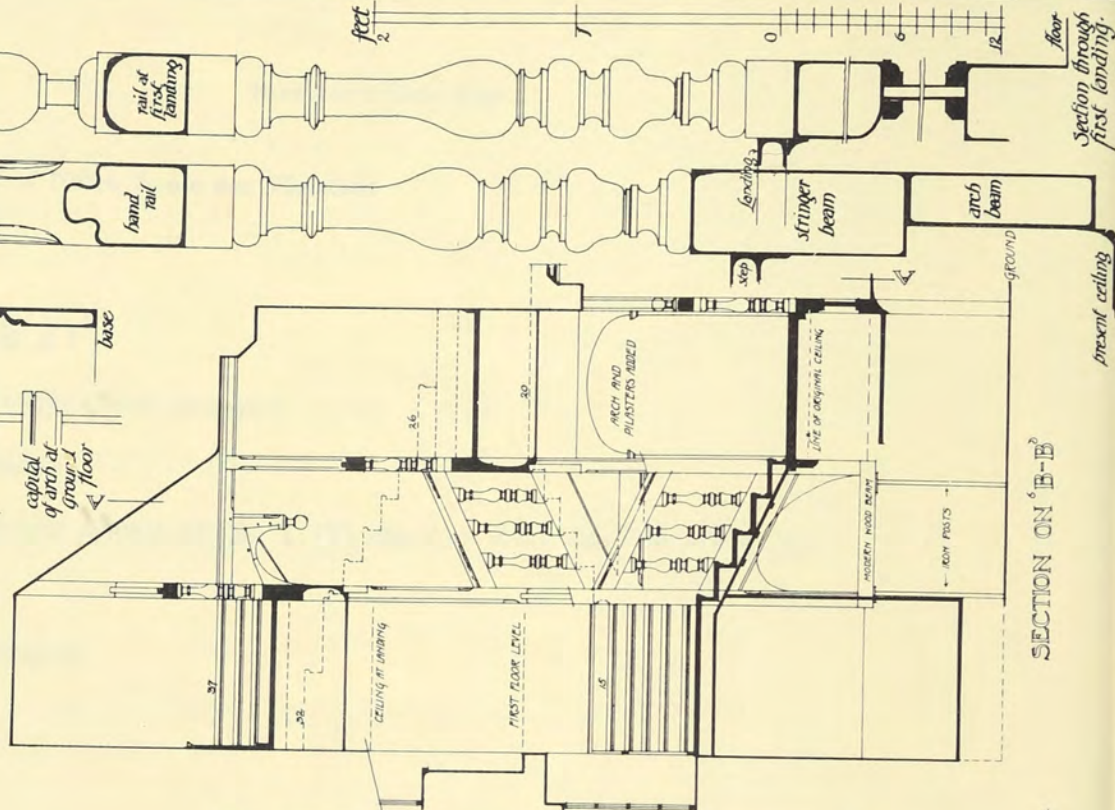 feet
2
1
0
6
12
rail at
first
landing
floor
Section through
first landing.
hand
rail
landing
step
stringer
beam
arch
beam
present ceiling
base
capital
of arch at
ground
floor
A
A
GROUND
37
32
36
30
15
CEILING AT LANDING
FIRST FLOOR LEVEL
ARCH AND
PILASTERS ADDED
LINE OF ORIGINAL CEILING
MODERN WOOD BEAM
IRON POSTS
SECTION ON 'B-B'